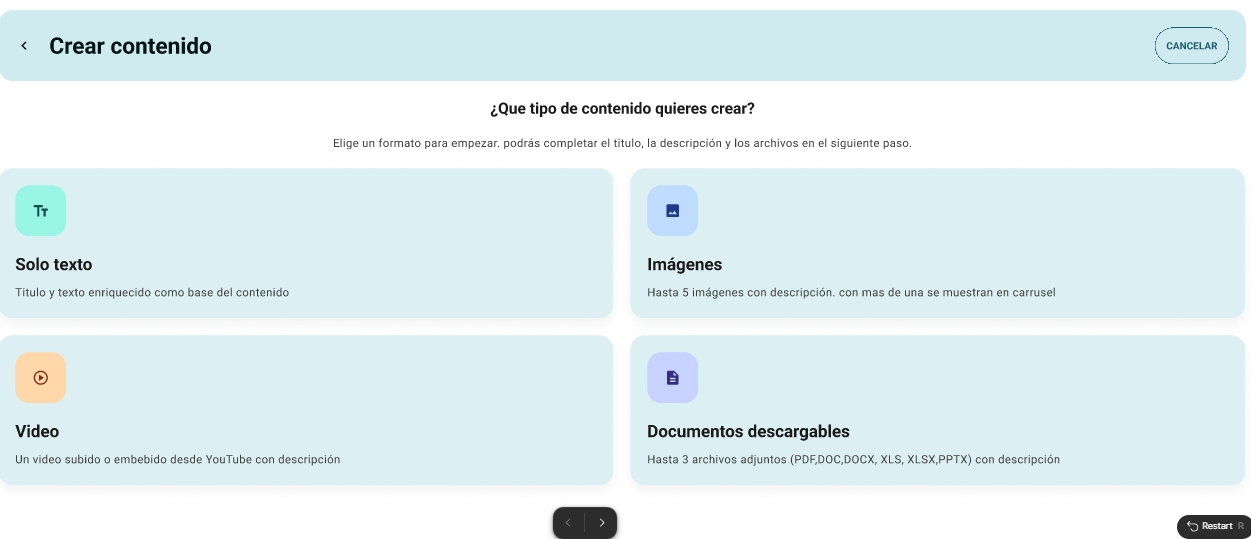 Crear contenido
CANCELAR
¿Que tipo de contenido quieres crear?
Elige un formato para empezar. podrás completar el titulo, la descripción y los archivos en el siguiente paso.
Tт
Solo texto
Titulo y texto enriquecido como base del contenido
Imágenes
Hasta 5 imágenes con descripción. con mas de una se muestran en carrusel
Video
Un video subido o embebido desde YouTube con descripción
Documentos descargables
Hasta 3 archivos adjuntos (PDF,DOC,DOCX, XLS, XLSX,PPTX) con descripción
Restart R